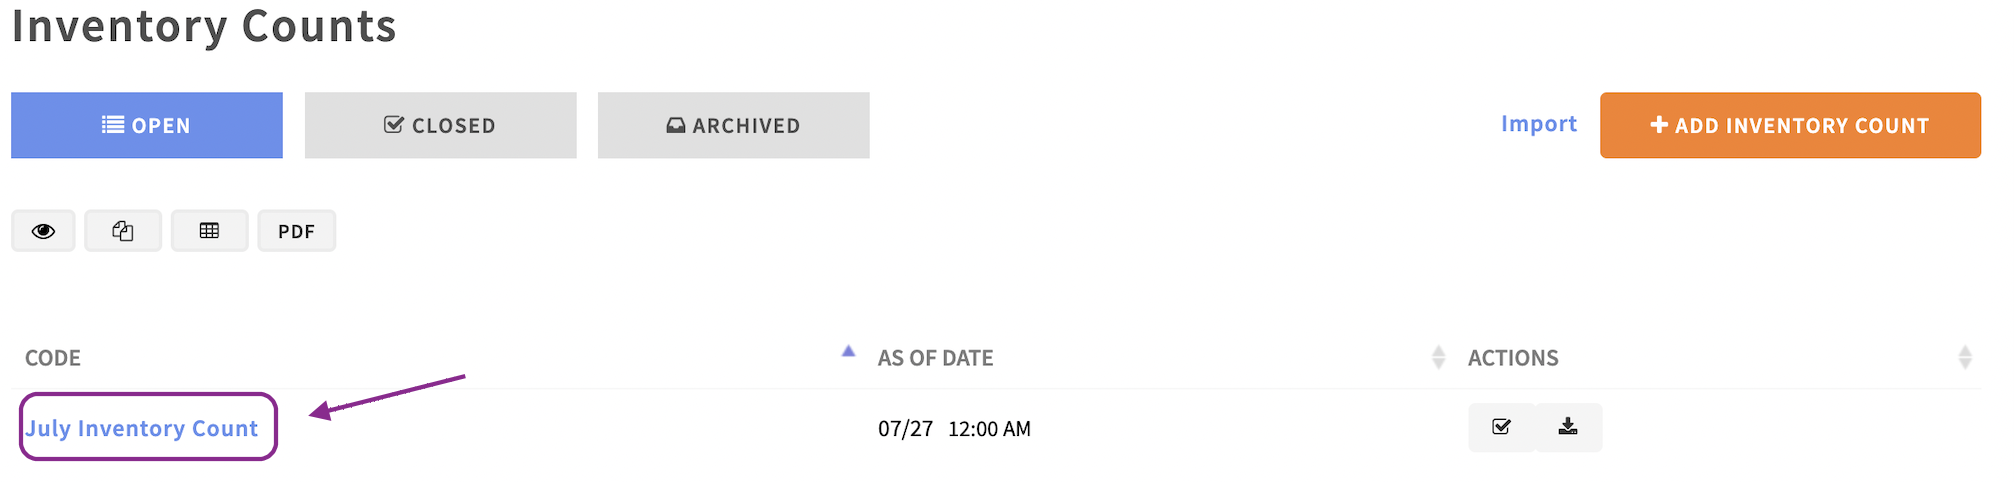 Inventory Counts
OPEN
CLOSED
ARCHIVED
Import
ADD INVENTORY COUNT
PDF
CODE
AS OF DATE
ACTIONS
July Inventory Count
07/27 12:00 AM